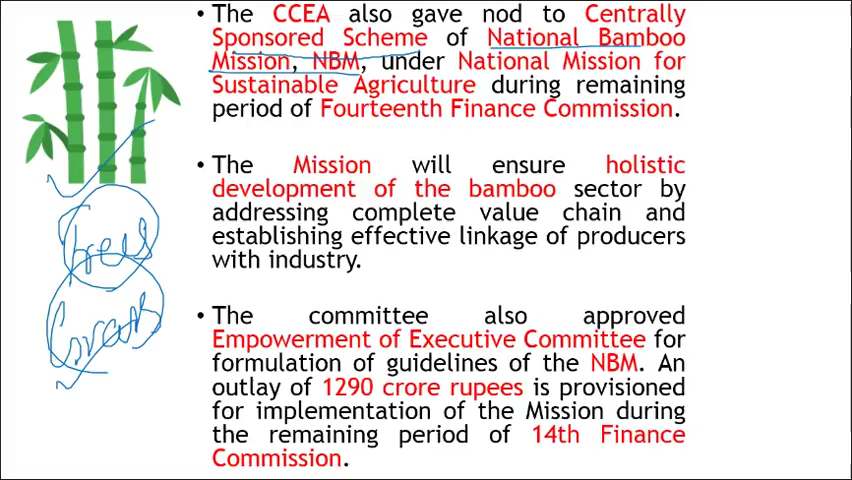 • The CCEA also gave nod to Centrally
Sponsored Scheme of National Bamboo
Mission, NBM, under National Mission for
Sustainable Agriculture during remaining
period of Fourteenth Finance Commission.
• The Mission will ensure holistic
development of the bamboo sector by
addressing complete value chain and
establishing effective linkage of producers
with industry.
• The committee also approved
Empowerment of Executive Committee for
formulation of guidelines of the NBM. An
outlay of 1290 crore rupees is provisioned
for implementation of the Mission during
the remaining period of 14th Finance
Commission.